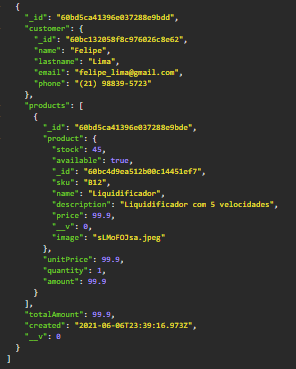 {
"_id": "60bd5ca41396e037288e9bdd",
"customer": {
"_id": "60bc132058f8c976026c8e62",
"name": "Felipe",
"lastname": "Lima",
"email": "felipe_lima@gmail.com",
"phone": "(21) 98839-5723"
},
"products": [
{
"_id": "60bd5ca41396e037288e9bde",
"product": {
"stock": 45,
"available": true,
"_id": "60bc4d9ea512b00c14451ef7",
"sku": "B12",
"name": "Liquidificador",
"description": "Liquidificador com 5 velocidades",
"price": 99.9,
"__v": 0,
"image": "sLMoFOJsa.jpeg"
},
"unitPrice": 99.9,
"quantity": 1,
"amount": 99.9
}
],
"totalAmount": 99.9,
"created": "2021-06-06T23:39:16.973Z",
"__v": 0
}
]